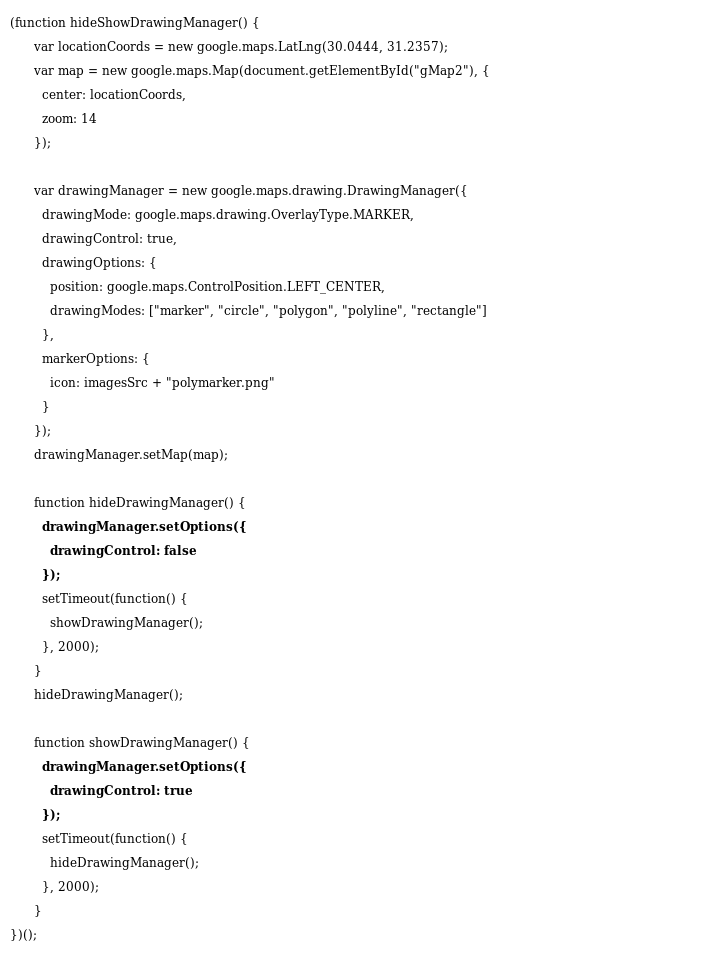 (function hideShowDrawingManager() {
var locationCoords = new google.maps.LatLng(30.0444, 31.2357);
var map = new google.maps.Map(document.getElementById("gMap2"), {
center: locationCoords,
zoom: 14
});
var drawingManager = new google.maps.drawing.DrawingManager({
drawingMode: google.maps.drawing.OverlayType.MARKER,
drawingControl: true,
drawingOptions: {
position: google.maps.ControlPosition.LEFT_CENTER,
drawingModes: ["marker", "circle", "polygon", "polyline", "rectangle"]
},
markerOptions: {
icon: imagesSrc + "polymarker.png"
}
});
drawingManager.setMap(map);
function hideDrawingManager() {
drawingManager.setOptions({
drawingControl: false
});
setTimeout(function() {
showDrawingManager();
}, 2000);
}
hideDrawingManager();
function showDrawingManager() {
drawingManager.setOptions({
drawingControl: true
});
setTimeout(function() {
hideDrawingManager();
}, 2000);
}
})();